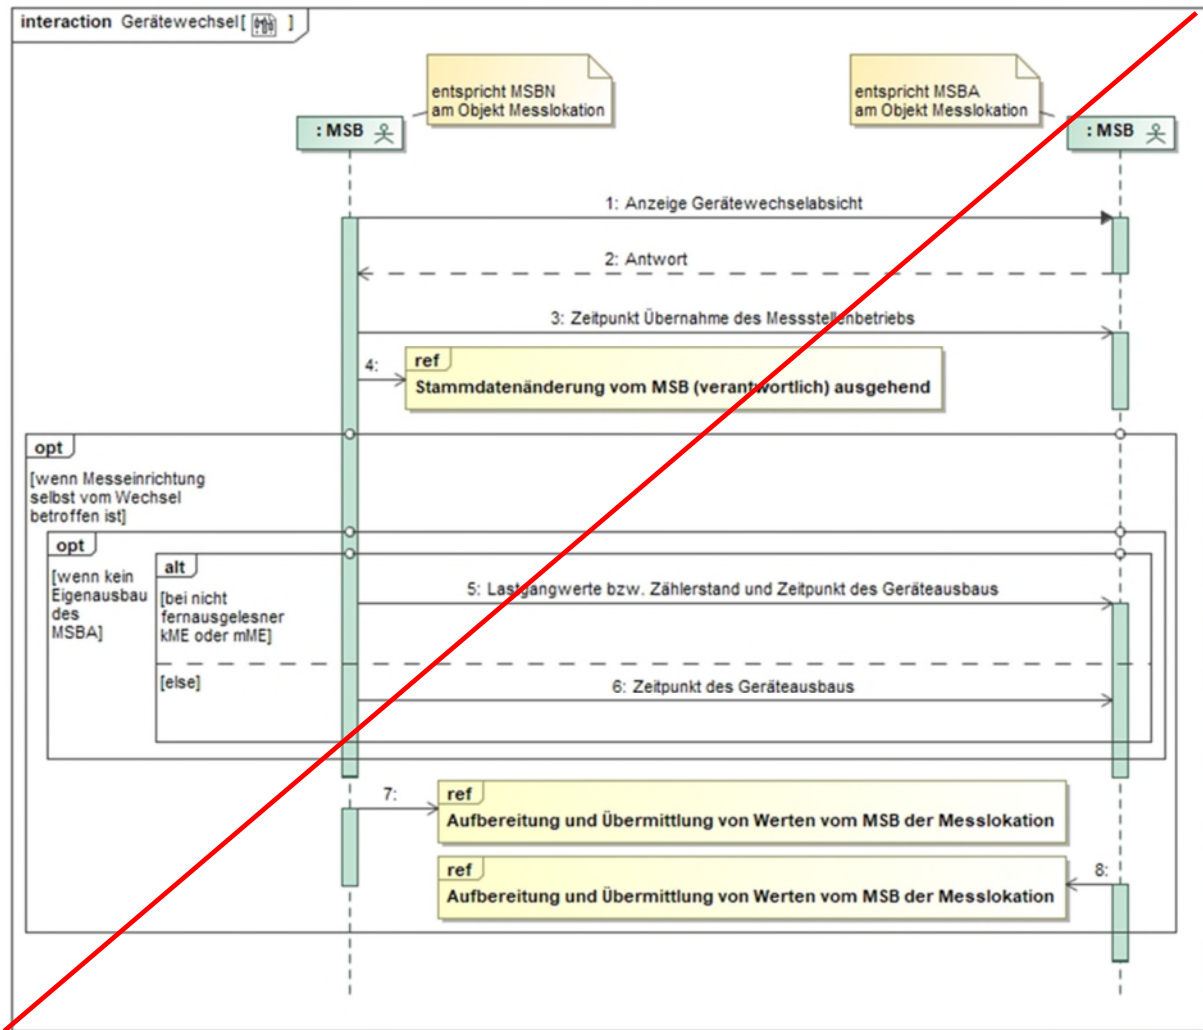 interaction Gerätewechsel[ ]
entspricht MSBN
am Objekt Messlokation
entspricht MSBA
am Objekt Messlokation
: MSB
: MSB
1: Anzeige Gerätewechselabsicht
2: Antwort
3: Zeitpunkt Übernahme des Messstellenbetriebs
4:
ref
Stammdatenänderung vom MSB (verantwortlich) ausgehend
opt
[wenn Messeinrichtung
selbst vom Wechsel
betroffen ist]
opt
[wenn kein
Eigenausbau
des
MSBA]
alt
[bei nicht
fernausgelesner
kME oder mME]
5: Lastgangwerte bzw. Zählerstand und Zeitpunkt des Geräteausbaus
[else]
6: Zeitpunkt des Geräteausbaus
7:
ref
Aufbereitung und Übermittlung von Werten vom MSB der Messlokation
ref
8:
Aufbereitung und Übermittlung von Werten vom MSB der Messlokation